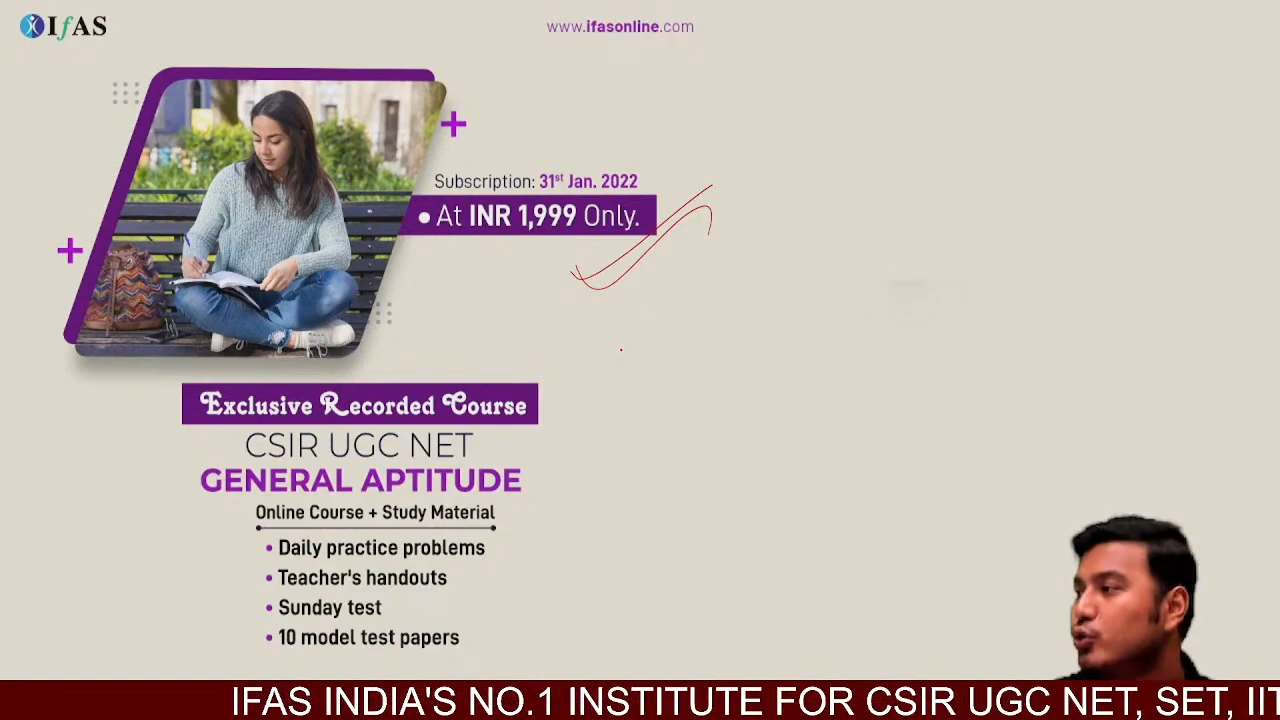 IfAS
www.ifasonline.com
Subscription: 31st Jan. 2022
• At INR 1,999 Only.
Exclusive Recorded Course
CSIR UGC NET
GENERAL APTITUDE
Online Course + Study Material
• Daily practice problems
• Teacher's handouts
• Sunday test
• 10 model test papers
IFAS INDIA'S NO.1 INSTITUTE FOR CSIR UGC NET, SET, IIT